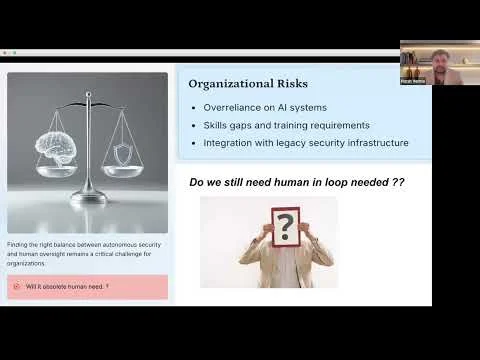 Organizational Risks
• Overreliance on AI systems
• Skills gaps and training requirements
• Integration with legacy security infrastructure
Do we still need human in loop needed ??
?
Finding the right balance between autonomous security
and human oversight remains a critical challenge for
organizations.
Will it absolete human need. ?